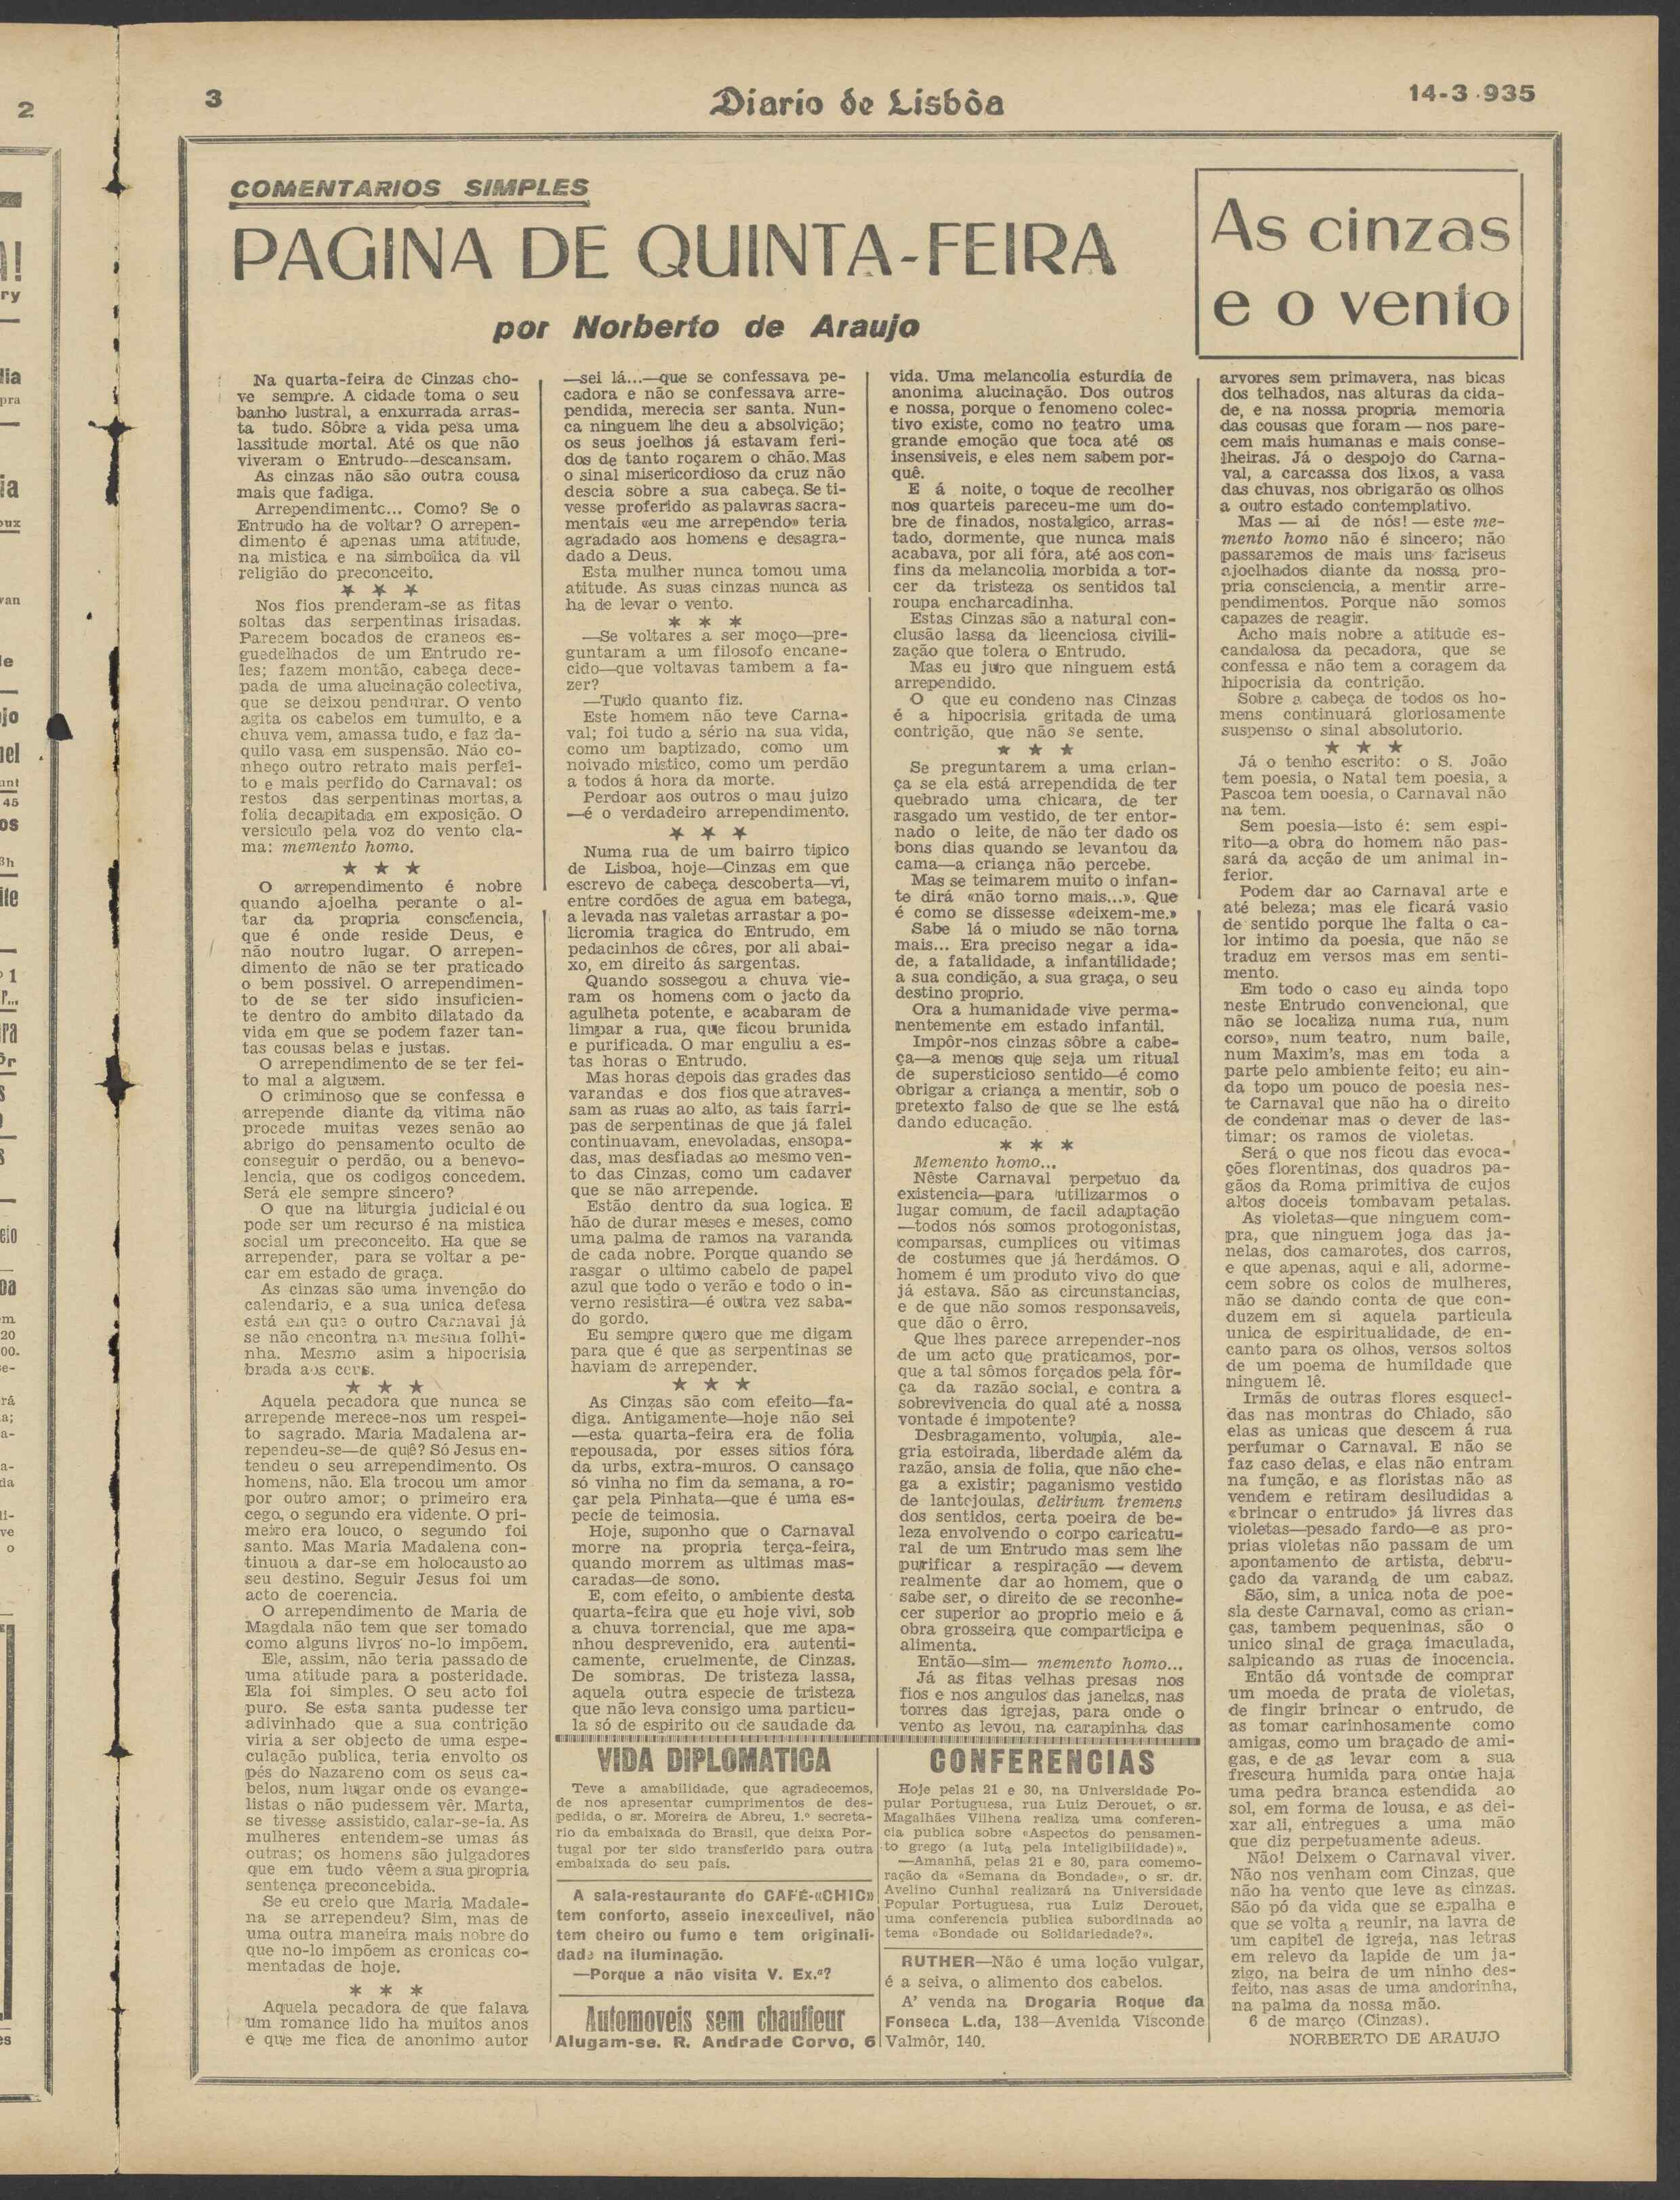 3
Diario de Lisbôa
14-3-935
COMENTARIOS SIMPLES
PAGINA DE QUINTA-FEIRA
por Norberto de Araujo
As cinzas
e o vento
Na quarta-feira de Cinzas cho-
ve sempre. A cidade toma o seu
banho lustral, a enxurrada arras-
ta tudo. Sôbre a vida pesa uma
lassitude mortal. Até os que não
viveram o Entrudo--descansam.
As cinzas não são outra cousa
mais que fadiga.
Arrependimentc... Como? Se o
Entrudo ha de voltar? O arrepen-
dimento é apenas uma atitude,
na mistica e na simbolica da vil
religião do preconceito.
★ ★ ★
Nos fios prenderam-se as fitas
soltas das serpentinas irisadas.
Parecem bocados de craneos es-
guedelhados de um Entrudo re-
les; fazem montão, cabeça dece-
pada de uma alucinação colectiva,
que se deixou pendurar. O vento
agita os cabelos em tumulto, e a
chuva vem, amassa tudo, e faz da-
quilo vasa em suspensão. Não co-
nheço outro retrato mais perfei-
to e mais perfido do Carnaval: os
restos das serpentinas mortas, a
folia decapitada em exposição. O
versiculo pela voz do vento cla-
ma: memento homo.
★ ★ ★
O arrependimento é nobre
quando ajoelha perante o al-
tar da propria consciencia,
que é onde reside Deus, e
não noutro lugar. O arrepen-
dimento de não se ter praticado
o bem possivel. O arrependimen-
to de se ter sido insuficien-
te dentro do ambito dilatado da
vida em que se podem fazer tan-
tas cousas belas e justas.
O arrependimento de se ter fei-
to mal a alguem.
O criminoso que se confessa e
arrepende diante da vitima não
procede muitas vezes senão ao
abrigo do pensamento oculto de
conseguir o perdão, ou a benevo-
lencia, que os codigos concedem.
Será ele sempre sincero?
O que na liturgia judicial é ou
pode ser um recurso é na mistica
social um preconceito. Ha que se
arrepender, para se voltar a pe-
car em estado de graça.
As cinzas são uma invenção do
calendario, e a sua unica defesa
está em que o outro Carnaval já
se não encontra na mesma folhi-
nha. Mesmo asim a hipocrisia
brada aos ceus.
★ ★ ★
Aquela pecadora que nunca se
arrepende merece-nos um respei-
to sagrado. Maria Madalena ar-
rependeu-se—de quê? Só Jesus en-
tendeu o seu arrependimento. Os
homens, não. Ela trocou um amor
por outro amor; o primeiro era
cego, o segundo era vidente. O pri-
meiro era louco, o segundo foi
santo. Mas Maria Madalena con-
tinuou a dar-se em holocausto ao
seu destino. Seguir Jesus foi um
acto de coerencia.
O arrependimento de Maria de
Magdala não tem que ser tomado
como alguns livros no-lo impõem.
Ele, assim, não teria passado de
uma atitude para a posteridade.
Ela foi simples. O seu acto foi
puro. Se esta santa pudesse ter
adivinhado que a sua contrição
viria a ser objecto de uma espe-
culação publica, teria envolto os
pés do Nazareno com os seus ca-
belos, num lugar onde os evange-
listas o não pudessem vêr. Marta,
se tivesse assistido, calar-se-ia. As
mulheres entendem-se umas ás
outras; os homens são julgadores
que em tudo vêem a sua propria
sentença preconcebida.
Se eu creio que Maria Madale-
na se arrependeu? Sim, mas de
uma outra maneira mais nobre do
que no-lo impõem as cronicas co-
mentadas de hoje.
★ ★ ★
Aquela pecadora de que falava
um romance lido ha muitos anos
e que me fica de anonimo autor
—sei lá...—que se confessava pe-
cadora e não se confessava arre-
pendida, merecia ser santa. Nun-
ca ninguem lhe deu a absolvição;
os seus joelhos já estavam feri-
dos de tanto roçarem o chão. Mas
o sinal misericordioso da cruz não
descia sobre a sua cabeça. Se ti-
vesse proferido as palavras sacra-
mentais «eu me arrependo» teria
agradado aos homens e desagra-
dado a Deus.
Esta mulher nunca tomou uma
atitude. As suas cinzas nunca as
ha de levar o vento.
★ ★ ★
—Se voltares a ser moço—pre-
guntaram a um filosofo encane-
cido—que voltavas tambem a fa-
zer?
—Tudo quanto fiz.
Este homem não teve Carna-
val; foi tudo a sério na sua vida,
como um baptizado, como um
noivado mistico, como um perdão
a todos á hora da morte.
Perdoar aos outros o mau juizo
—é o verdadeiro arrependimento.
★ ★ ★
Numa rua de um bairro tipico
de Lisboa, hoje—Cinzas em que
escrevo de cabeça descoberta—vi,
entre cordões de agua em batega,
a levada nas valetas arrastar a po-
licromia tragica do Entrudo, em
pedacinhos de côres, por ali abai-
xo, em direito ás sargentas.
Quando sossegou a chuva vie-
ram os homens com o jacto da
agulheta potente, e acabaram de
limpar a rua, que ficou brunida
e purificada. O mar enguliu a es-
tas horas o Entrudo.
Mas horas depois das grades das
varandas e dos fios que atraves-
sam as ruas ao alto, as tais farri-
pas de serpentinas de que já falei
continuavam, enevoladas, ensopa-
das, mas desfiadas ao mesmo ven-
to das Cinzas, como um cadaver
que se não arrepende.
Estão dentro da sua logica. E
hão de durar meses e meses, como
uma palma de ramos na varanda
de cada nobre. Porque quando se
rasgar o ultimo cabelo de papel
azul que todo o verão e todo o in-
verno resistira—é outra vez saba-
do gordo.
Eu sempre quero que me digam
para que é que as serpentinas se
haviam de arrepender.
★ ★ ★
As Cinzas são com efeito—fa-
diga. Antigamente—hoje não sei
—esta quarta-feira era de folia
repousada, por esses sitios fóra
da urbs, extra-muros. O cansaço
só vinha no fim da semana, a ro-
çar pela Pinhata—que é uma es-
pecie de teimosia.
Hoje, suponho que o Carnaval
morre na propria terça-feira,
quando morrem as ultimas mas-
caradas—de sono.
E, com efeito, o ambiente desta
quarta-feira que eu hoje vivi, sob
a chuva torrencial, que me apa-
nhou desprevenido, era autenti-
camente, cruelmente, de Cinzas.
De sombras. De tristeza lassa,
aquela outra especie de tristeza
que não leva consigo uma particu-
la só de espirito ou de saudade da
vida. Uma melancolia esturdia de
anonima alucinação. Dos outros
e nossa, porque o fenomeno colec-
tivo existe, como no teatro uma
grande emoção que toca até os
insensiveis, e eles nem sabem por-
quê.
E á noite, o toque de recolher
nos quarteis pareceu-me um do-
bre de finados, nostalgico, arras-
tado, dormente, que nunca mais
acabava, por ali fóra, até aos con-
fins da melancolia morbida a tor-
cer da tristeza os sentidos tal
roupa encharcadinha.
Estas Cinzas são a natural con-
clusão lassa da licenciosa civili-
zação que tolera o Entrudo.
Mas eu juro que ninguem está
arrependido.
O que eu condeno nas Cinzas
é a hipocrisia gritada de uma
contrição, que não se sente.
★ ★ ★
Se preguntarem a uma crian-
ça se ela está arrependida de ter
quebrado uma chicara, de ter
rasgado um vestido, de ter entor-
nado o leite, de não ter dado os
bons dias quando se levantou da
cama—a criança não percebe.
Mas se teimarem muito o infan-
te dirá «não torno mais...». Que
é como se dissesse «deixem-me.»
Sabe lá o miudo se não torna
mais... Era preciso negar a ida-
de, a fatalidade, a infantilidade;
a sua condição, a sua graça, o seu
destino proprio.
Ora a humanidade vive perma-
nentemente em estado infantil.
Impôr-nos cinzas sôbre a cabe-
ça—a menos que seja um ritual
de supersticioso sentido—é como
obrigar a criança a mentir, sob o
pretexto falso de que se lhe está
dando educação.
★ ★ ★
Memento homo...
Nêste Carnaval perpetuo da
existencia—para utilizarmos o
lugar comum, de facil adaptação
—todos nós somos protogonistas,
comparsas, cumplices ou vitimas
de costumes que já herdámos. O
homem é um produto vivo do que
já estava. São as circunstancias,
e de que não somos responsaveis,
que dão o êrro.
Que lhes parece arrepender-nos
de um acto que praticamos, por-
que a tal sômos forçados pela fôr-
ça da razão social, e contra a
sobrevivencia do qual até a nossa
vontade é impotente?
Desbragamento, volupia, ale-
gria estoirada, liberdade além da
razão, ansia de folia, que não che-
ga a existir; paganismo vestido
de lantejoulas, delirium tremens
dos sentidos, certa poeira de be-
leza envolvendo o corpo caricatu-
ral de um Entrudo mas sem lhe
purificar a respiração — devem
realmente dar ao homem, que o
sabe ser, o direito de se reconhe-
cer superior ao proprio meio e á
obra grosseira que compartícipa e
alimenta.
Então—sim— memento homo...
Já as fitas velhas presas nos
fios e nos angulos das janelas, nas
torres das igrejas, para onde o
vento as levou, na carapinha das
arvores sem primavera, nas bicas
dos telhados, nas alturas da cida-
de, e na nossa propria memoria
das cousas que foram — nos pare-
cem mais humanas e mais conse-
lheiras. Já o despojo do Carna-
val, a carcassa dos lixos, a vasa
das chuvas, nos obrigarão os olhos
a outro estado contemplativo.
Mas — ai de nós! — este me-
mento homo não é sincero; não
passaremos de mais uns fariseus
ajoelhados diante da nossa pro-
pria consciencia, a mentir arre-
pendimentos. Porque não somos
capazes de reagir.
Acho mais nobre a atitude es-
candalosa da pecadora, que se
confessa e não tem a coragem da
hipocrisia da contrição.
Sobre a cabeça de todos os ho-
mens continuará gloriosamente
suspenso o sinal absolutorio.
★ ★ ★
Já o tenho escrito: o S. João
tem poesia, o Natal tem poesia, a
Pascoa tem poesia, o Carnaval não
na tem.
Sem poesia—isto é: sem espi-
rito—a obra do homem não pas-
sará da acção de um animal in-
ferior.
Podem dar ao Carnaval arte e
até beleza; mas ele ficará vasio
de sentido porque lhe falta o ca-
lor intimo da poesia, que não se
traduz em versos mas em senti-
mento.
Em todo o caso eu ainda topo
neste Entrudo convencional, que
não se localiza numa rua, num
corso», num teatro, num baile,
num Maxim's, mas em toda a
parte pelo ambiente feito; eu ain-
da topo um pouco de poesia nes-
te Carnaval que não ha o direito
de condenar mas o dever de las-
timar: os ramos de violetas.
Será o que nos ficou das evoca-
ções florentinas, dos quadros pa-
gãos da Roma primitiva de cujos
altos doceis tombavam petalas.
As violetas—que ninguem com-
pra, que ninguem joga das ja-
nelas, dos camarotes, dos carros,
e que apenas, aqui e ali, adorme-
cem sobre os colos de mulheres,
não se dando conta de que con-
duzem em si aquela particula
unica de espiritualidade, de en-
canto para os olhos, versos soltos
de um poema de humildade que
ninguem lê.
Irmãs de outras flores esqueci-
das nas montras do Chiado, são
elas as unicas que descem á rua
perfumar o Carnaval. E não se
faz caso delas, e elas não entram
na função, e as floristas não as
vendem e retiram desiludidas a
«brincar o entrudo» já livres das
violetas—pesado fardo—e as pro-
prias violetas não passam de um
apontamento de artista, debru-
çado da varanda de um cabaz.
São, sim, a unica nota de poe-
sia deste Carnaval, como as crian-
ças, tambem pequeninas, são o
unico sinal de graça imaculada,
salpicando as ruas de inocencia.
Então dá vontade de comprar
um moeda de prata de violetas,
de fingir brincar o entrudo, de
as tomar carinhosamente como
amigas, como um braçado de ami-
gas, e de as levar com a sua
frescura humida para onde haja
uma pedra branca estendida ao
sol, em forma de lousa, e as dei-
xar ali, entregues a uma mão
que diz perpetuamente adeus.
Não! Deixem o Carnaval viver.
Não nos venham com Cinzas, que
não ha vento que leve as cinzas.
São pó da vida que se espalha e
que se volta a reunir, na lavra de
um capitel de igreja, nas letras
em relevo da lapide de um ja-
zigo, na beira de um ninho des-
feito, nas asas de uma andorinha,
na palma da nossa mão.
6 de março (Cinzas).
NORBERTO DE ARAUJO
VIDA DIPLOMATICA
Teve a amabilidade, que agradecemos,
de nos apresentar cumprimentos de des-
pedida, o sr. Moreira de Abreu, 1.º secreta-
rio da embaixada do Brasil, que deixa Por-
tugal por ter sido transferido para outra
embaixada do seu país.
A sala-restaurante do CAFÉ-«CHIC»
tem conforto, asseio inexcedivel, não
tem cheiro ou fumo e tem originali-
dade na iluminação.
—Porque a não visita V. Ex.ª?
Automoveis sem chauffeur
Alugam-se. R. Andrade Corvo, 6
CONFERENCIAS
Hoje pelas 21 e 30, na Universidade Po-
pular Portuguesa, rua Luiz Derouet, o sr.
Magalhães Vilhena realiza uma conferen-
cia publica sobre «Aspectos do pensamen-
to grego (a luta pela inteligibilidade)».
—Amanhã, pelas 21 e 30, para comemo-
ração da «Semana da Bondade», o sr. dr.
Avelino Cunhal realizará na Universidade
Popular Portuguesa, rua Luiz Derouet,
uma conferencia publica subordinada ao
tema «Bondade ou Solidariedade?».
RUTHER—Não é uma loção vulgar,
é a seiva, o alimento dos cabelos.
A' venda na Drogaria Roque da
Fonseca L.da, 138—Avenida Visconde
Valmôr, 140.